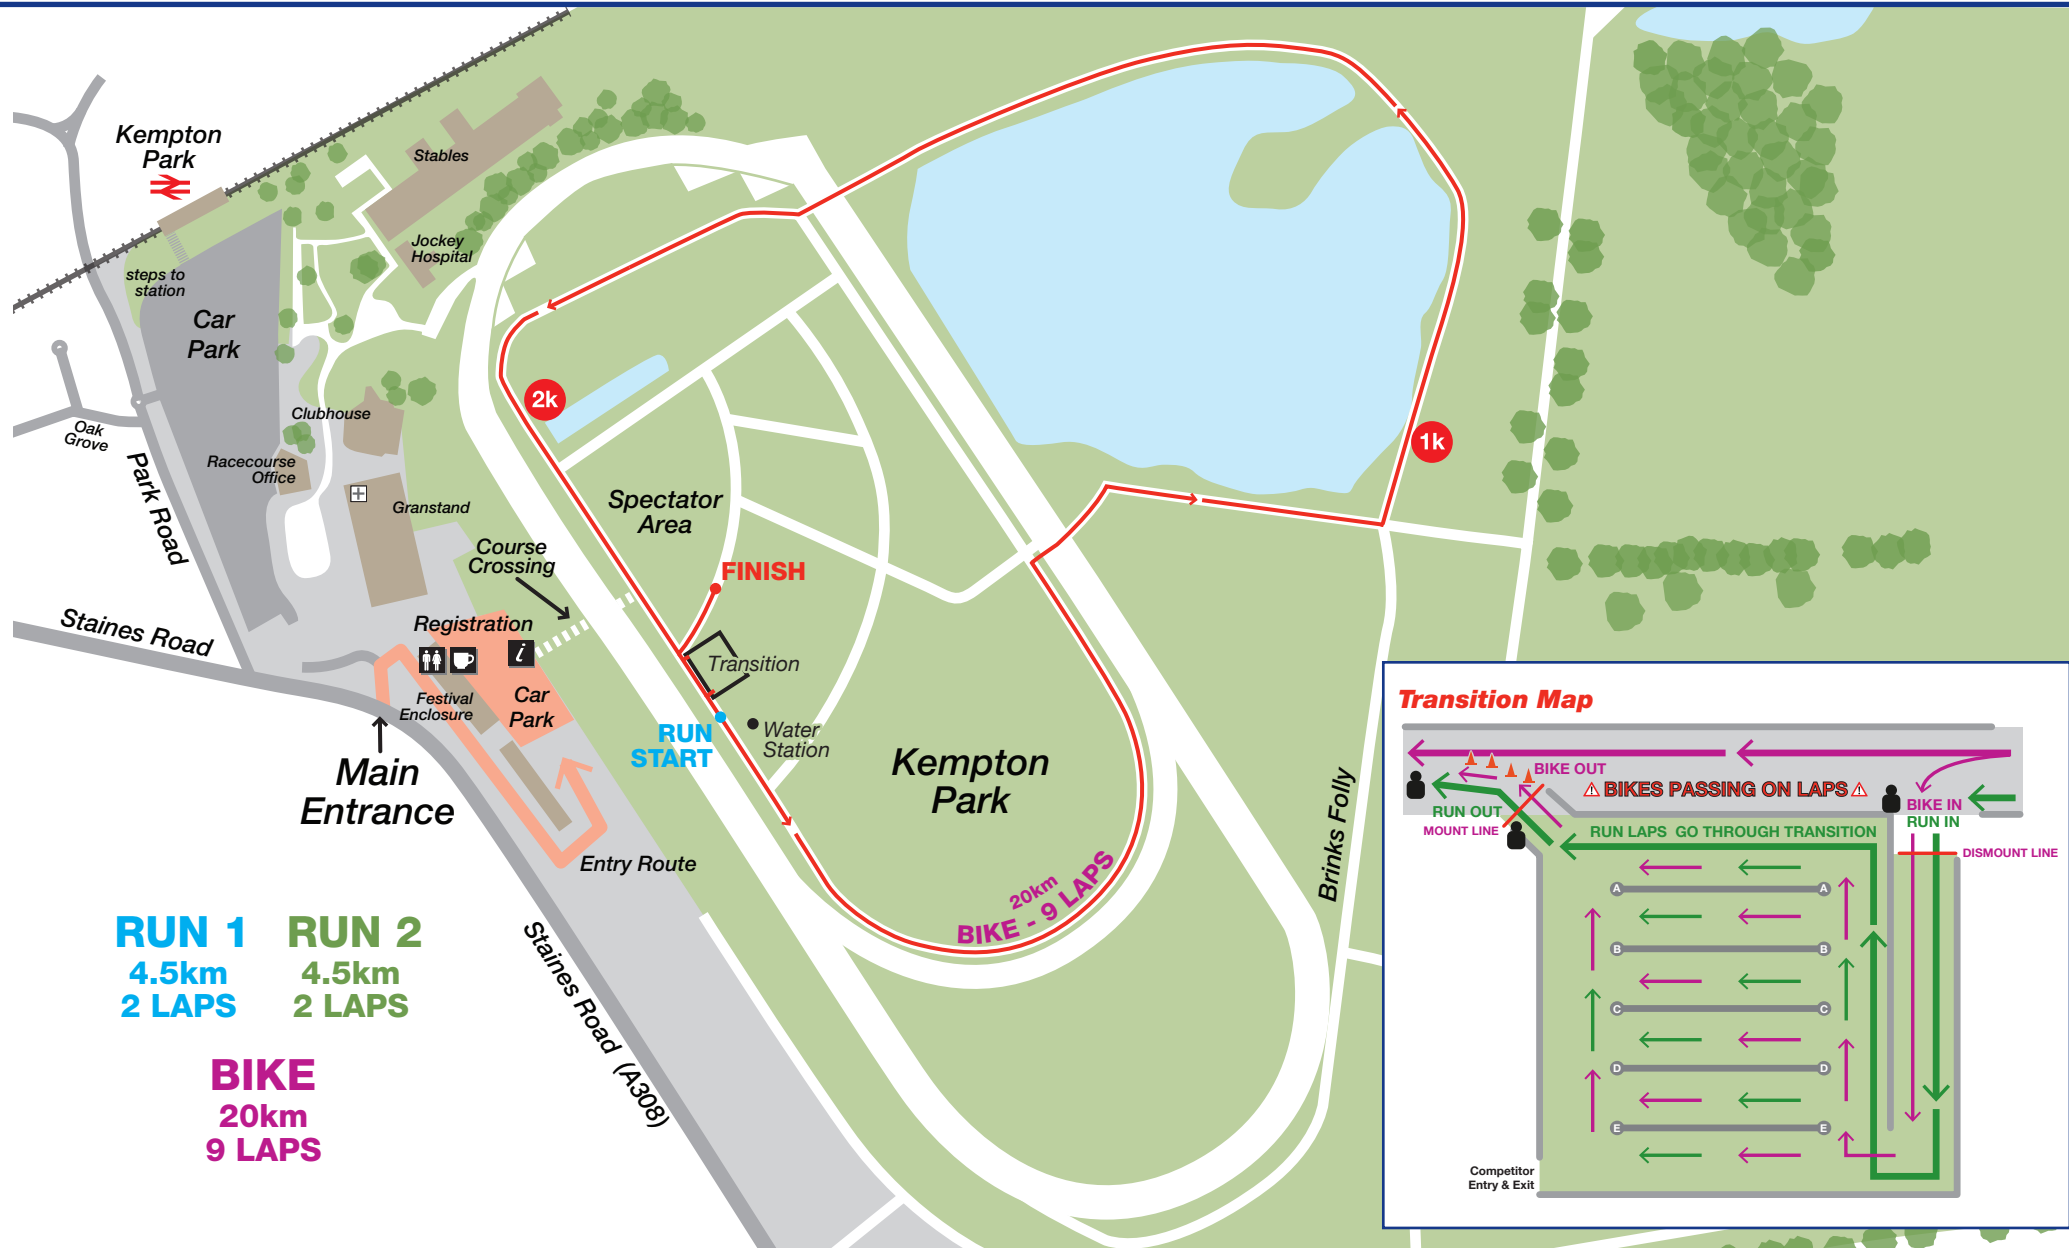 Kempton
Park
Stables
Jockey
Hospital
steps to
station
Car
Park
Clubhouse
Oak
Grove
Racecourse
Office
Park Road
Granstand
2k
1k
Spectator
Area
Course
Crossing
FINISH
Staines Road
Registration
i
Transition
Festival
Enclosure
Car
Park
RUN
START
Water
Station
Main
Entrance
Kempton
Park
Entry Route
Brinks Folly
20km
BIKE - 9 LAPS
Staines Road (A308)
RUN 1
4.5km
2 LAPS
RUN 2
4.5km
2 LAPS
BIKE
20km
9 LAPS
Transition Map
BIKE OUT
BIKES PASSING ON LAPS
RUN OUT
MOUNT LINE
BIKE IN
RUN IN
RUN LAPS GO THROUGH TRANSITION
DISMOUNT LINE
A A
B B
C C
D D
E E
Competitor
Entry & Exit